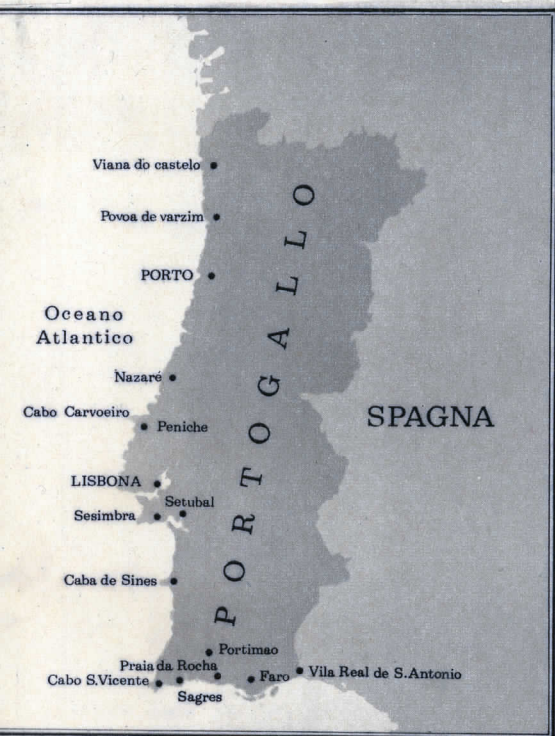 Viana do castelo
Povoa de varzim
PORTO
Oceano
Atlantico
Nazaré
Cabo Carvoeiro
Peniche
SPAGNA
PORTOGALLO
LISBONA
Setubal
Sesimbra
Caba de Sines
Portimao
Praia da Rocha
Cabo S.Vicente
Sagres
Faro
Vila Real de S.Antonio